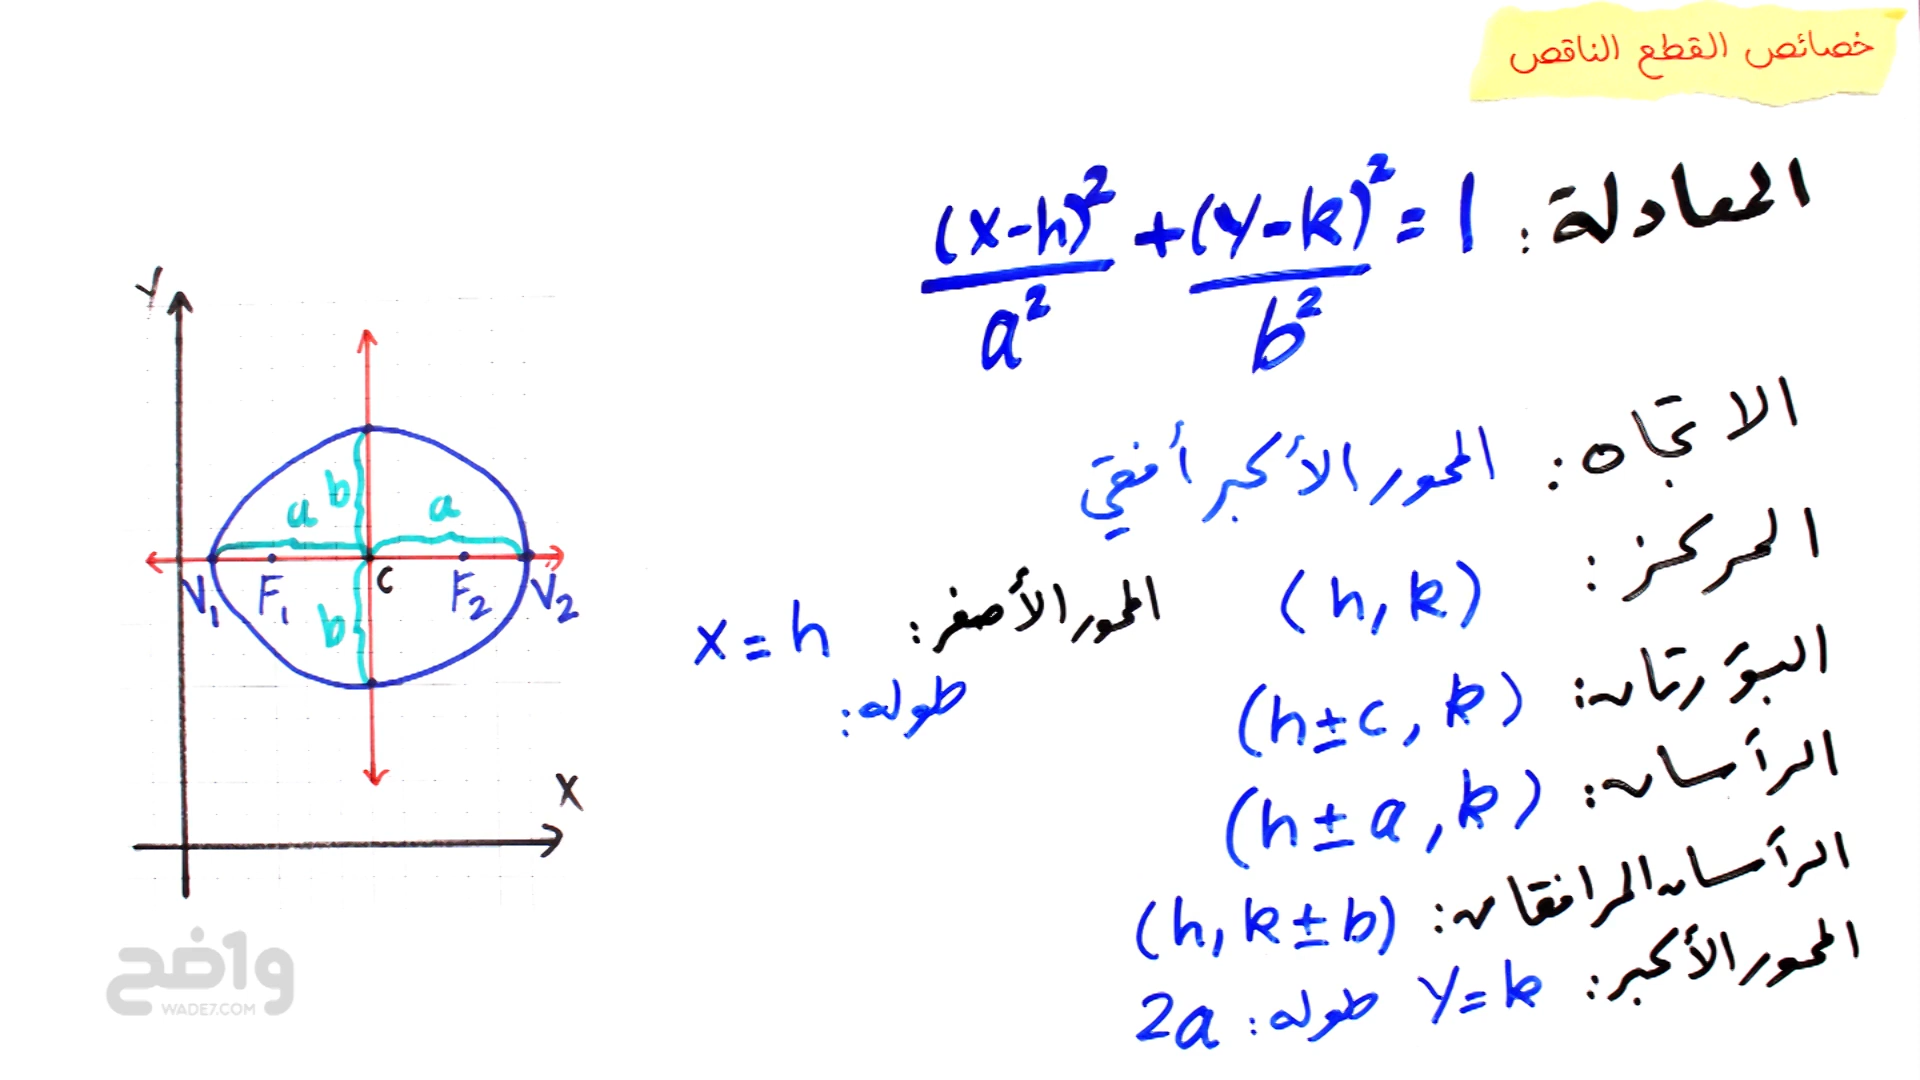 خصائص القطع الناقص
المعادلة: (x-h)²/a² + (y-k)²/b² = 1
الاتجاه: المحور الأكبر أفقي
المركز: (h, k)
البؤرتان: (h±c, k)
الرأسان: (h±a, k)
الرأسان المرافقان: (h, k±b)
المحور الأكبر: y=k طوله: 2a
المحور الأصغر: x=h
طوله:
y
b
a
a
V₁ F₁ C F₂ V₂
b
x
واضح
WADE7.COM